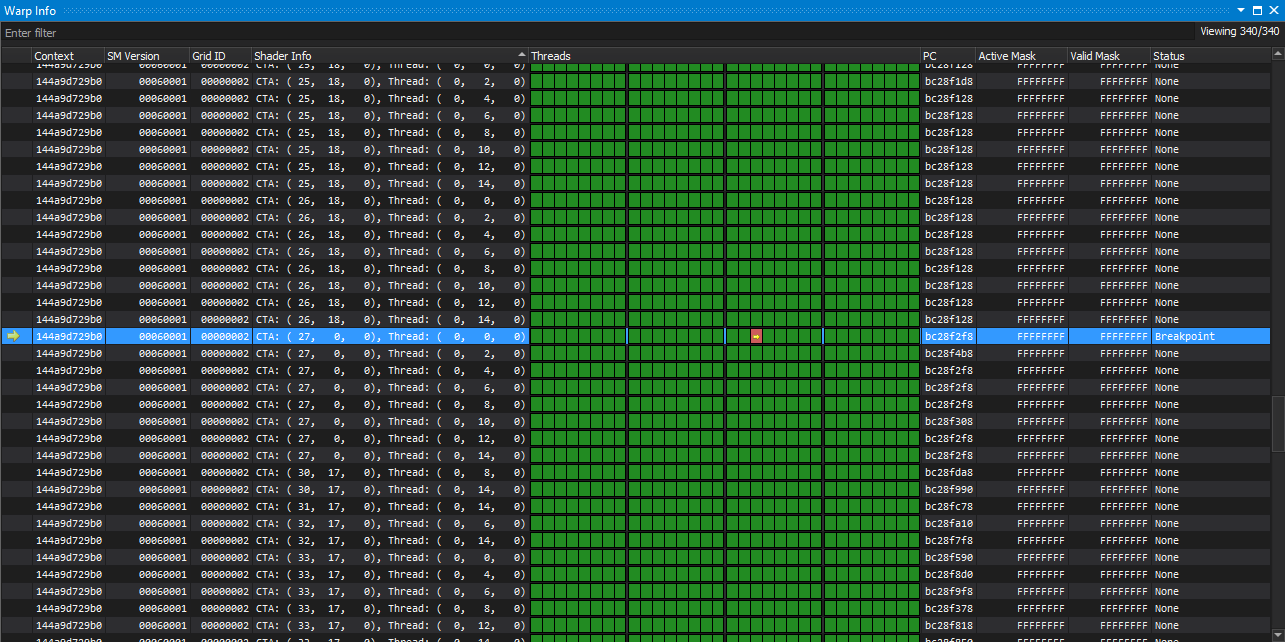 Warp Info
Enter filter Viewing 340/340
Context SM Version Grid ID Shader Info Threads PC Active Mask Valid Mask Status
144a9d729b0 00060001 00000002 CTA: ( 25, 18, 0), Thread: ( 0, 0, 0) bc28f128 FFFFFFFF FFFFFFFF None
144a9d729b0 00060001 00000002 CTA: ( 25, 18, 0), Thread: ( 0, 2, 0) bc28f1d8 FFFFFFFF FFFFFFFF None
144a9d729b0 00060001 00000002 CTA: ( 25, 18, 0), Thread: ( 0, 4, 0) bc28f128 FFFFFFFF FFFFFFFF None
144a9d729b0 00060001 00000002 CTA: ( 25, 18, 0), Thread: ( 0, 6, 0) bc28f128 FFFFFFFF FFFFFFFF None
144a9d729b0 00060001 00000002 CTA: ( 25, 18, 0), Thread: ( 0, 8, 0) bc28f128 FFFFFFFF FFFFFFFF None
144a9d729b0 00060001 00000002 CTA: ( 25, 18, 0), Thread: ( 0, 10, 0) bc28f128 FFFFFFFF FFFFFFFF None
144a9d729b0 00060001 00000002 CTA: ( 25, 18, 0), Thread: ( 0, 12, 0) bc28f128 FFFFFFFF FFFFFFFF None
144a9d729b0 00060001 00000002 CTA: ( 25, 18, 0), Thread: ( 0, 14, 0) bc28f128 FFFFFFFF FFFFFFFF None
144a9d729b0 00060001 00000002 CTA: ( 26, 18, 0), Thread: ( 0, 0, 0) bc28f128 FFFFFFFF FFFFFFFF None
144a9d729b0 00060001 00000002 CTA: ( 26, 18, 0), Thread: ( 0, 2, 0) bc28f128 FFFFFFFF FFFFFFFF None
144a9d729b0 00060001 00000002 CTA: ( 26, 18, 0), Thread: ( 0, 4, 0) bc28f128 FFFFFFFF FFFFFFFF None
144a9d729b0 00060001 00000002 CTA: ( 26, 18, 0), Thread: ( 0, 6, 0) bc28f128 FFFFFFFF FFFFFFFF None
144a9d729b0 00060001 00000002 CTA: ( 26, 18, 0), Thread: ( 0, 8, 0) bc28f128 FFFFFFFF FFFFFFFF None
144a9d729b0 00060001 00000002 CTA: ( 26, 18, 0), Thread: ( 0, 10, 0) bc28f128 FFFFFFFF FFFFFFFF None
144a9d729b0 00060001 00000002 CTA: ( 26, 18, 0), Thread: ( 0, 12, 0) bc28f128 FFFFFFFF FFFFFFFF None
144a9d729b0 00060001 00000002 CTA: ( 26, 18, 0), Thread: ( 0, 14, 0) bc28f128 FFFFFFFF FFFFFFFF None
144a9d729b0 00060001 00000002 CTA: ( 27, 0, 0), Thread: ( 0, 0, 0) bc28f2f8 FFFFFFFF FFFFFFFF Breakpoint
144a9d729b0 00060001 00000002 CTA: ( 27, 0, 0), Thread: ( 0, 2, 0) bc28f4b8 FFFFFFFF FFFFFFFF None
144a9d729b0 00060001 00000002 CTA: ( 27, 0, 0), Thread: ( 0, 4, 0) bc28f2f8 FFFFFFFF FFFFFFFF None
144a9d729b0 00060001 00000002 CTA: ( 27, 0, 0), Thread: ( 0, 6, 0) bc28f2f8 FFFFFFFF FFFFFFFF None
144a9d729b0 00060001 00000002 CTA: ( 27, 0, 0), Thread: ( 0, 8, 0) bc28f2f8 FFFFFFFF FFFFFFFF None
144a9d729b0 00060001 00000002 CTA: ( 27, 0, 0), Thread: ( 0, 10, 0) bc28f308 FFFFFFFF FFFFFFFF None
144a9d729b0 00060001 00000002 CTA: ( 27, 0, 0), Thread: ( 0, 12, 0) bc28f2f8 FFFFFFFF FFFFFFFF None
144a9d729b0 00060001 00000002 CTA: ( 27, 0, 0), Thread: ( 0, 14, 0) bc28f2f8 FFFFFFFF FFFFFFFF None
144a9d729b0 00060001 00000002 CTA: ( 30, 17, 0), Thread: ( 0, 8, 0) bc28fda8 FFFFFFFF FFFFFFFF None
144a9d729b0 00060001 00000002 CTA: ( 30, 17, 0), Thread: ( 0, 14, 0) bc28f990 FFFFFFFF FFFFFFFF None
144a9d729b0 00060001 00000002 CTA: ( 31, 17, 0), Thread: ( 0, 14, 0) bc28fc78 FFFFFFFF FFFFFFFF None
144a9d729b0 00060001 00000002 CTA: ( 32, 17, 0), Thread: ( 0, 6, 0) bc28fa10 FFFFFFFF FFFFFFFF None
144a9d729b0 00060001 00000002 CTA: ( 32, 17, 0), Thread: ( 0, 14, 0) bc28f7f8 FFFFFFFF FFFFFFFF None
144a9d729b0 00060001 00000002 CTA: ( 33, 17, 0), Thread: ( 0, 0, 0) bc28f590 FFFFFFFF FFFFFFFF None
144a9d729b0 00060001 00000002 CTA: ( 33, 17, 0), Thread: ( 0, 4, 0) bc28f8d0 FFFFFFFF FFFFFFFF None
144a9d729b0 00060001 00000002 CTA: ( 33, 17, 0), Thread: ( 0, 6, 0) bc28f9f8 FFFFFFFF FFFFFFFF None
144a9d729b0 00060001 00000002 CTA: ( 33, 17, 0), Thread: ( 0, 8, 0) bc28f378 FFFFFFFF FFFFFFFF None
144a9d729b0 00060001 00000002 CTA: ( 33, 17, 0), Thread: ( 0, 12, 0) bc28f818 FFFFFFFF FFFFFFFF None
144a9d729b0 00060001 00000002 CTA: ( 33, 17, 0), Thread: ( 0, 14, 0) FFFFFFFF FFFFFFFF None